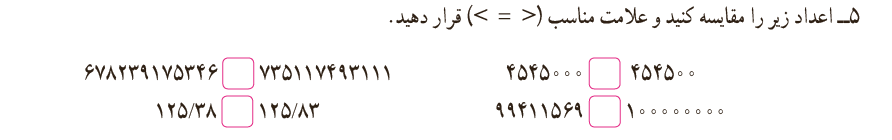 ۵ــ اعداد زیر را مقایسه کنید و علامت مناسب (> = <) قرار دهید.
۴۵۴۵۰۰ □ ۴۵۴۵۰۰۰ ۷۳۵۱۱۷۴۹۳۱۱۱ □ ۶۷۸۲۳۹۱۷۵۳۴۶
۱۰۰۰۰۰۰۰۰ □ ۹۹۴۱۱۵۶۹ ۱۲۵/۸۳ □ ۱۲۵/۳۸